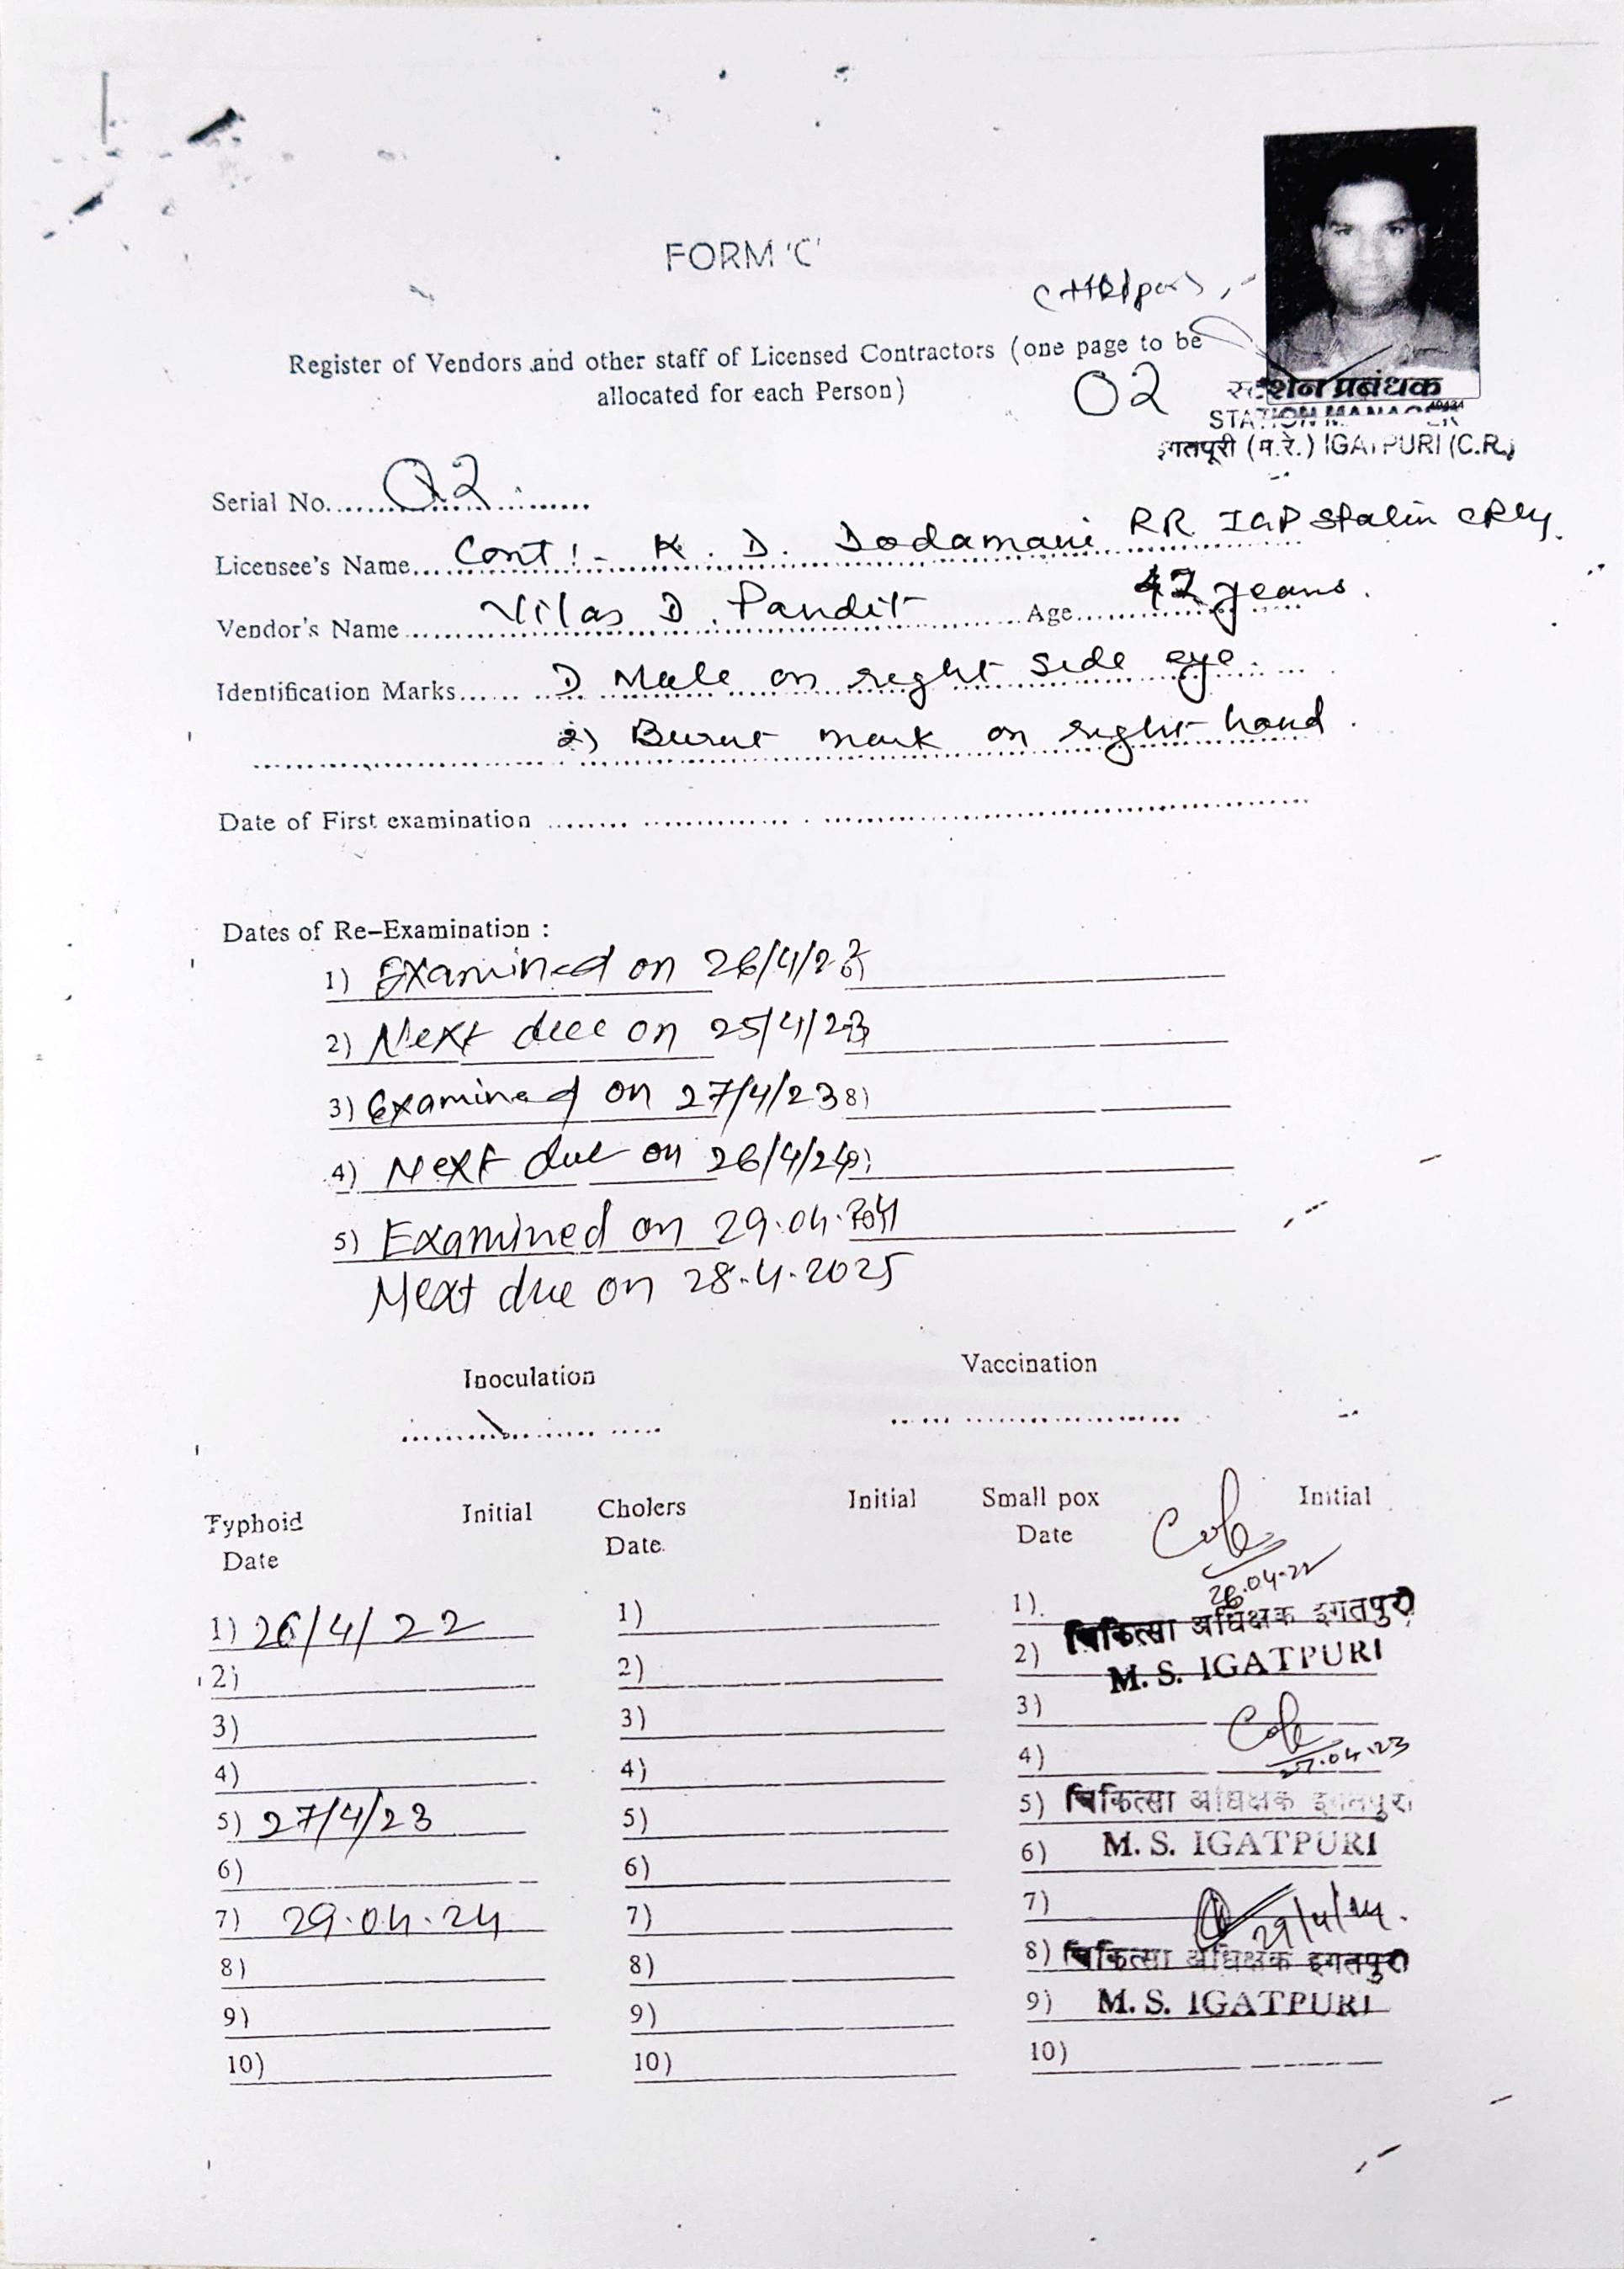 FORM 'C'
(Helper)
Register of Vendors and other staff of Licensed Contractors (one page to be
allocated for each Person)
02
स्टेशन प्रबंधक
STATION MANAGER
इगतपूरी (म.रे.) IGATPURI (C.R.)
Serial No. 02
Licensee's Name Cont :- K. D. Dodamani RR IGP Station CRly.
Vendor's Name Vilas D. Pandit Age 42 years.
Identification Marks 1) Mole on right side eye.
2) Burnt mark on right hand.
Date of First examination
Dates of Re-Examination :
1) Examined on 26/4/22
2) Next due on 25/4/23
3) Examined on 27/4/23 8)
4) Next due on 26/4/24
5) Examined on 29.04.2024
Next due on 28.4.2025
Inoculation Vaccination
Typhoid Date Initial Cholers Date. Initial Small pox Date Initial
26.04.22
1) 26/4/22 1) 1)
चिकित्सा अधिक्षक इगतपुरी
2) 2) 2) M. S. IGATPURI
3) 3) 3)
4) 4) 4) 27.04.23
5) 27/4/23 5) 5) चिकित्सा अधिक्षक इगतपुरी
6) 6) 6) M. S. IGATPURI
7) 29.04.24 7) 7) 29/4/24.
8) 8) 8) चिकित्सा अधिक्षक इगतपुरी
9) 9) 9) M. S. IGATPURI
10) 10) 10)